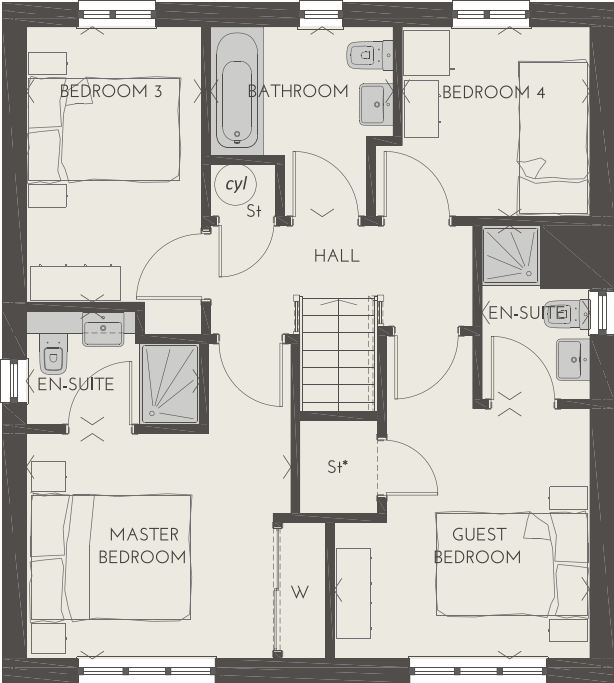 BEDROOM 3
BATHROOM
BEDROOM 4
cyl
St
HALL
EN-SUITE
EN-SUITE
St*
MASTER
BEDROOM
GUEST
BEDROOM
W